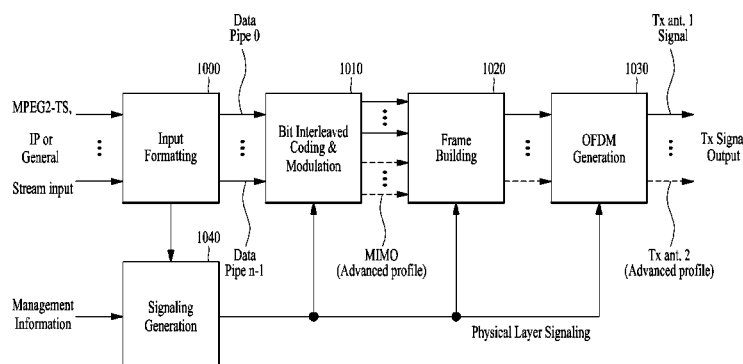 Data
Pipe 0
Tx ant. 1
Signal
1000
1010
1020
1030
MPEG2-TS,
IP or
General
Stream input
Input
Formatting
Bit Interleaved
Coding &
Modulation
Frame
Building
OFDM
Generation
Tx Signal
Output
1040
Data
Pipe n-1
MIMO
(Advanced profile)
Tx ant. 2
(Advanced profile)
Management
Information
Signaling
Generation
Physical Layer Signaling